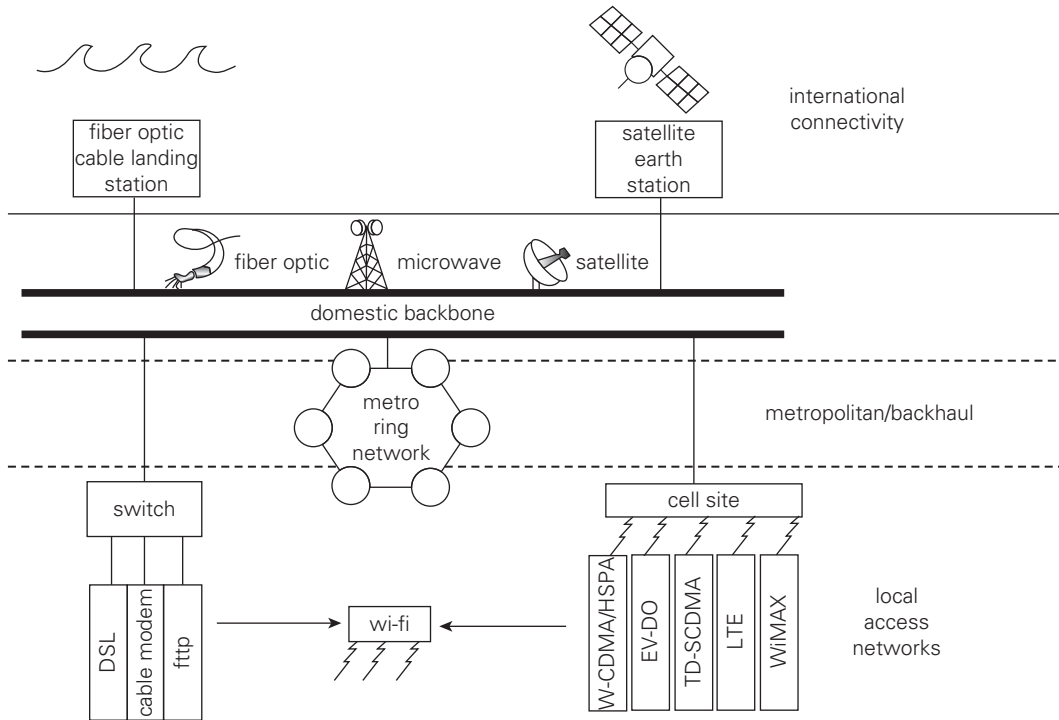 international
connectivity
fiber optic
cable landing
station
satellite
earth
station
fiber optic
microwave
satellite
domestic backbone
metro
ring
network
metropolitan/backhaul
switch
cell site
DSL
cable modem
fttp
wi-fi
W-CDMA/HSPA
EV-DO
TD-SCDMA
LTE
WiMAX
local
access
networks